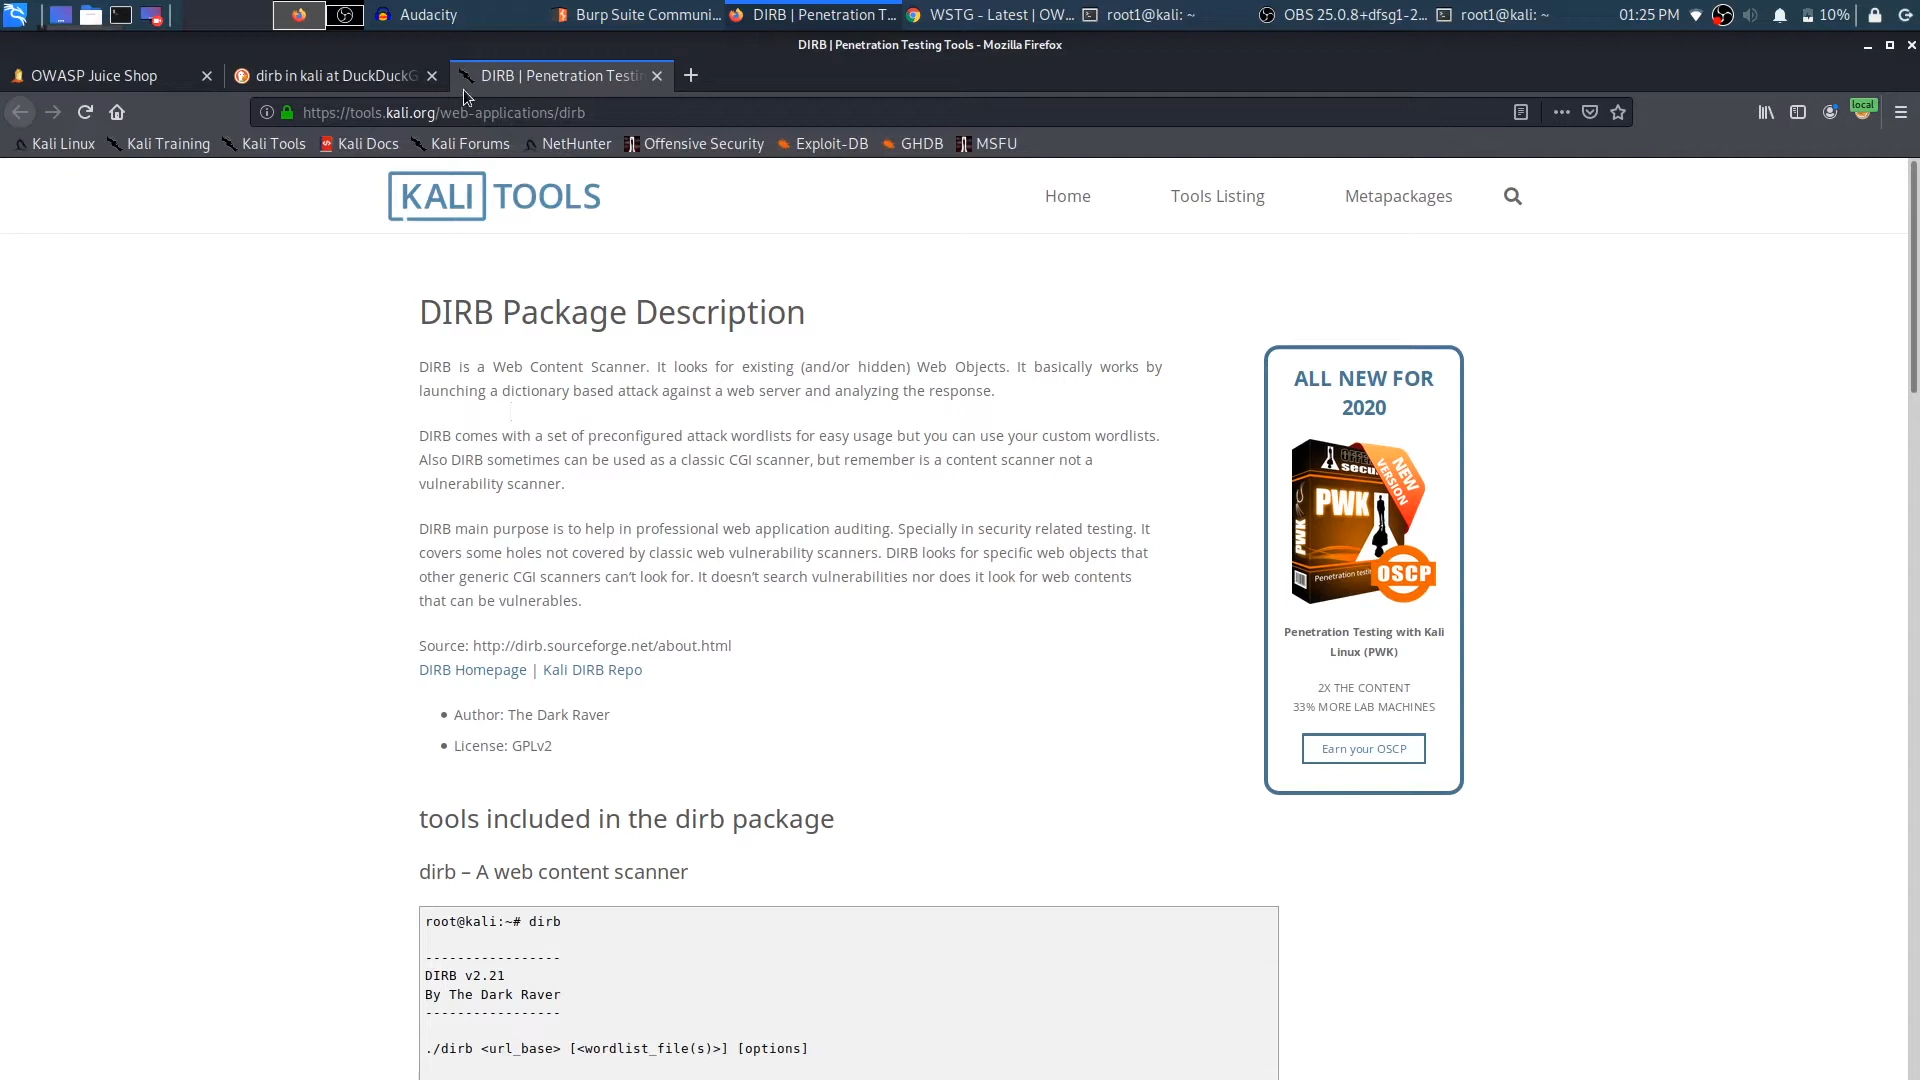 Audacity
Burp Suite Communi...
DIRB | Penetration T...
WSTG - Latest | OW...
root1@kali: ~
OBS 25.0.8+dfsg1-2...
root1@kali: ~
01:25 PM
10%
DIRB | Penetration Testing Tools - Mozilla Firefox
OWASP Juice Shop
dirb in kali at DuckDuckG
DIRB | Penetration Testin
https://tools.kali.org/web-applications/dirb
local
Kali Linux
Kali Training
Kali Tools
Kali Docs
Kali Forums
NetHunter
Offensive Security
Exploit-DB
GHDB
MSFU
KALI TOOLS
Home
Tools Listing
Metapackages
DIRB Package Description
DIRB is a Web Content Scanner. It looks for existing (and/or hidden) Web Objects. It basically works by
launching a dictionary based attack against a web server and analyzing the response.
DIRB comes with a set of preconfigured attack wordlists for easy usage but you can use your custom wordlists.
Also DIRB sometimes can be used as a classic CGI scanner, but remember is a content scanner not a
vulnerability scanner.
DIRB main purpose is to help in professional web application auditing. Specially in security related testing. It
covers some holes not covered by classic web vulnerability scanners. DIRB looks for specific web objects that
other generic CGI scanners can’t look for. It doesn’t search vulnerabilities nor does it look for web contents
that can be vulnerables.
Source: http://dirb.sourceforge.net/about.html
DIRB Homepage | Kali DIRB Repo
• Author: The Dark Raver
• License: GPLv2
ALL NEW FOR
2020
NEW
VERSION
PWK
PWK
OSCP
Penetration Testing with Kali
Linux (PWK)
2X THE CONTENT
33% MORE LAB MACHINES
Earn your OSCP
tools included in the dirb package
dirb – A web content scanner
root@kali:~# dirb
-----------------
DIRB v2.21
By The Dark Raver
-----------------
./dirb <url_base> [<wordlist_file(s)>] [options]